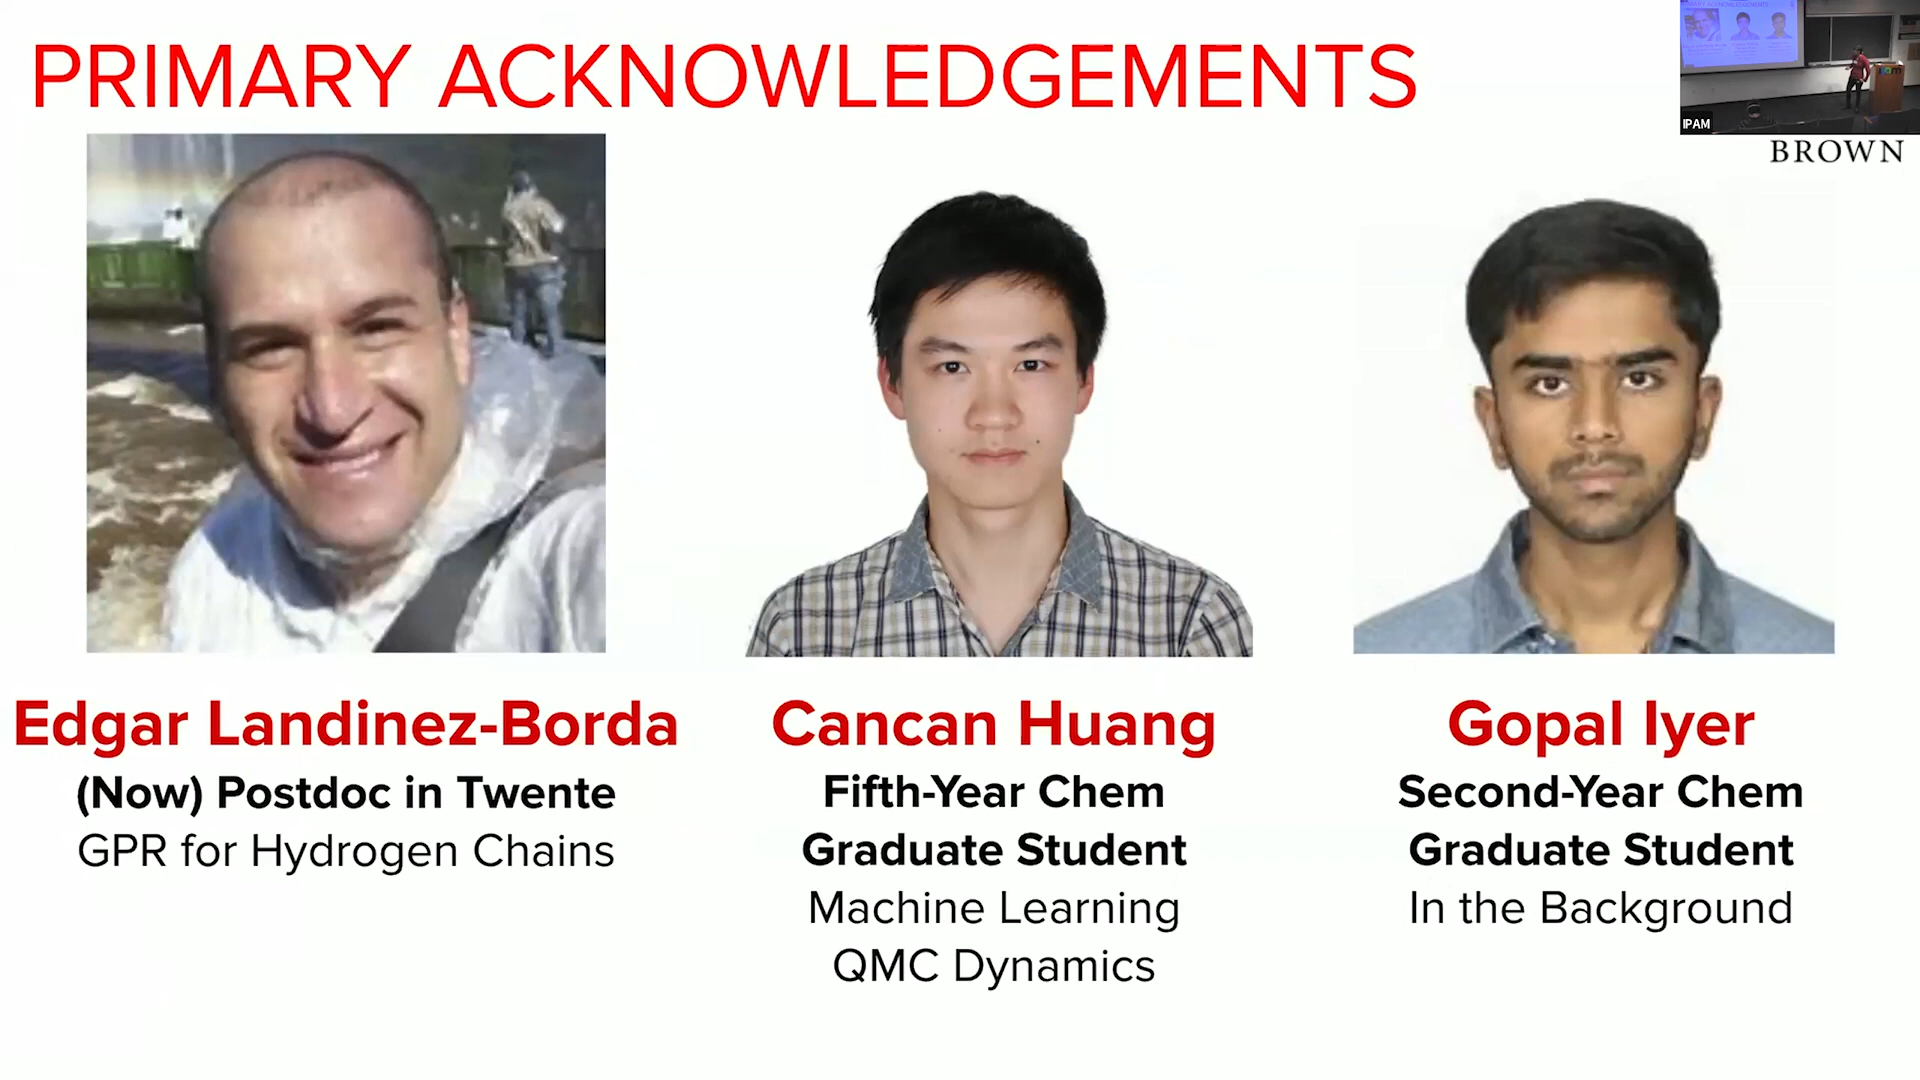 PRIMARY ACKNOWLEDGEMENTS
IPAM
BROWN
Edgar Landinez-Borda
(Now) Postdoc in Twente
GPR for Hydrogen Chains
Cancan Huang
Fifth-Year Chem
Graduate Student
Machine Learning
QMC Dynamics
Gopal Iyer
Second-Year Chem
Graduate Student
In the Background